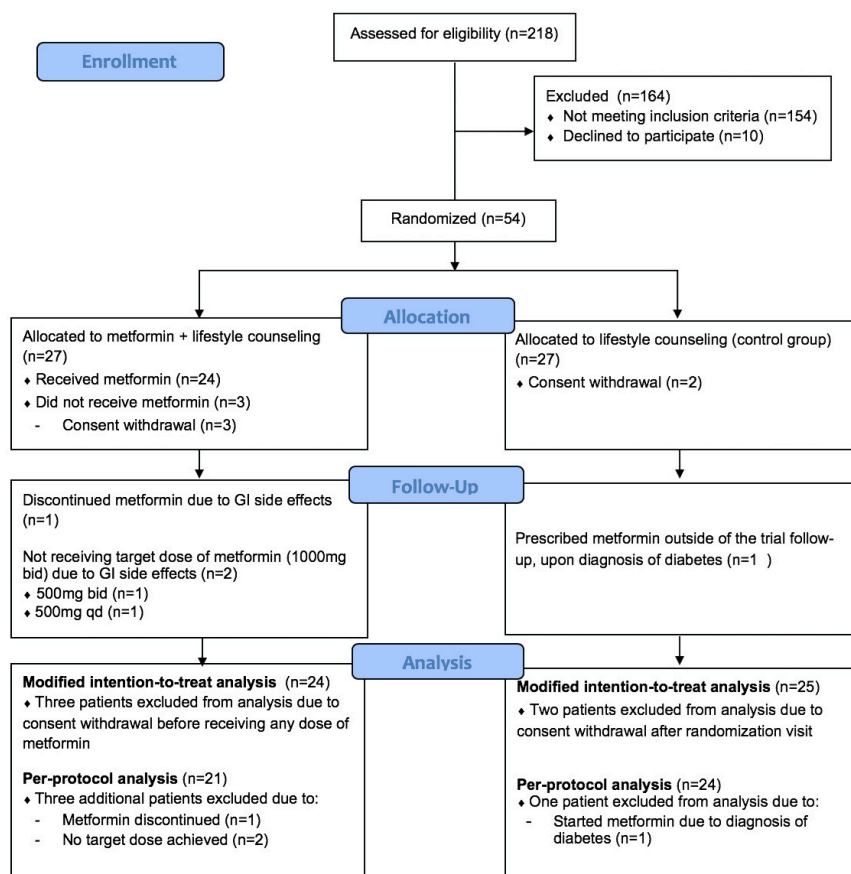 Assessed for eligibility (n=218)
Enrollment
Excluded (n=164)
♦ Not meeting inclusion criteria (n=154)
♦ Declined to participate (n=10)
Randomized (n=54)
Allocation
Allocated to metformin + lifestyle counseling
(n=27)
♦ Received metformin (n=24)
♦ Did not receive metformin (n=3)
- Consent withdrawal (n=3)
Allocated to lifestyle counseling (control group)
(n=27)
♦ Consent withdrawal (n=2)
Follow-Up
Discontinued metformin due to GI side effects
(n=1)
Not receiving target dose of metformin (1000mg
bid) due to GI side effects (n=2)
♦ 500mg bid (n=1)
♦ 500mg qd (n=1)
Prescribed metformin outside of the trial follow-
up, upon diagnosis of diabetes (n=1 )
Analysis
Modified intention-to-treat analysis (n=24)
♦ Three patients excluded from analysis due to
consent withdrawal before receiving any dose of
metformin
Per-protocol analysis (n=21)
♦ Three additional patients excluded due to:
- Metformin discontinued (n=1)
- No target dose achieved (n=2)
Modified intention-to-treat analysis (n=25)
♦ Two patients excluded from analysis due to
consent withdrawal after randomization visit
Per-protocol analysis (n=24)
♦ One patient excluded from analysis due to:
- Started metformin due to diagnosis of
diabetes (n=1)